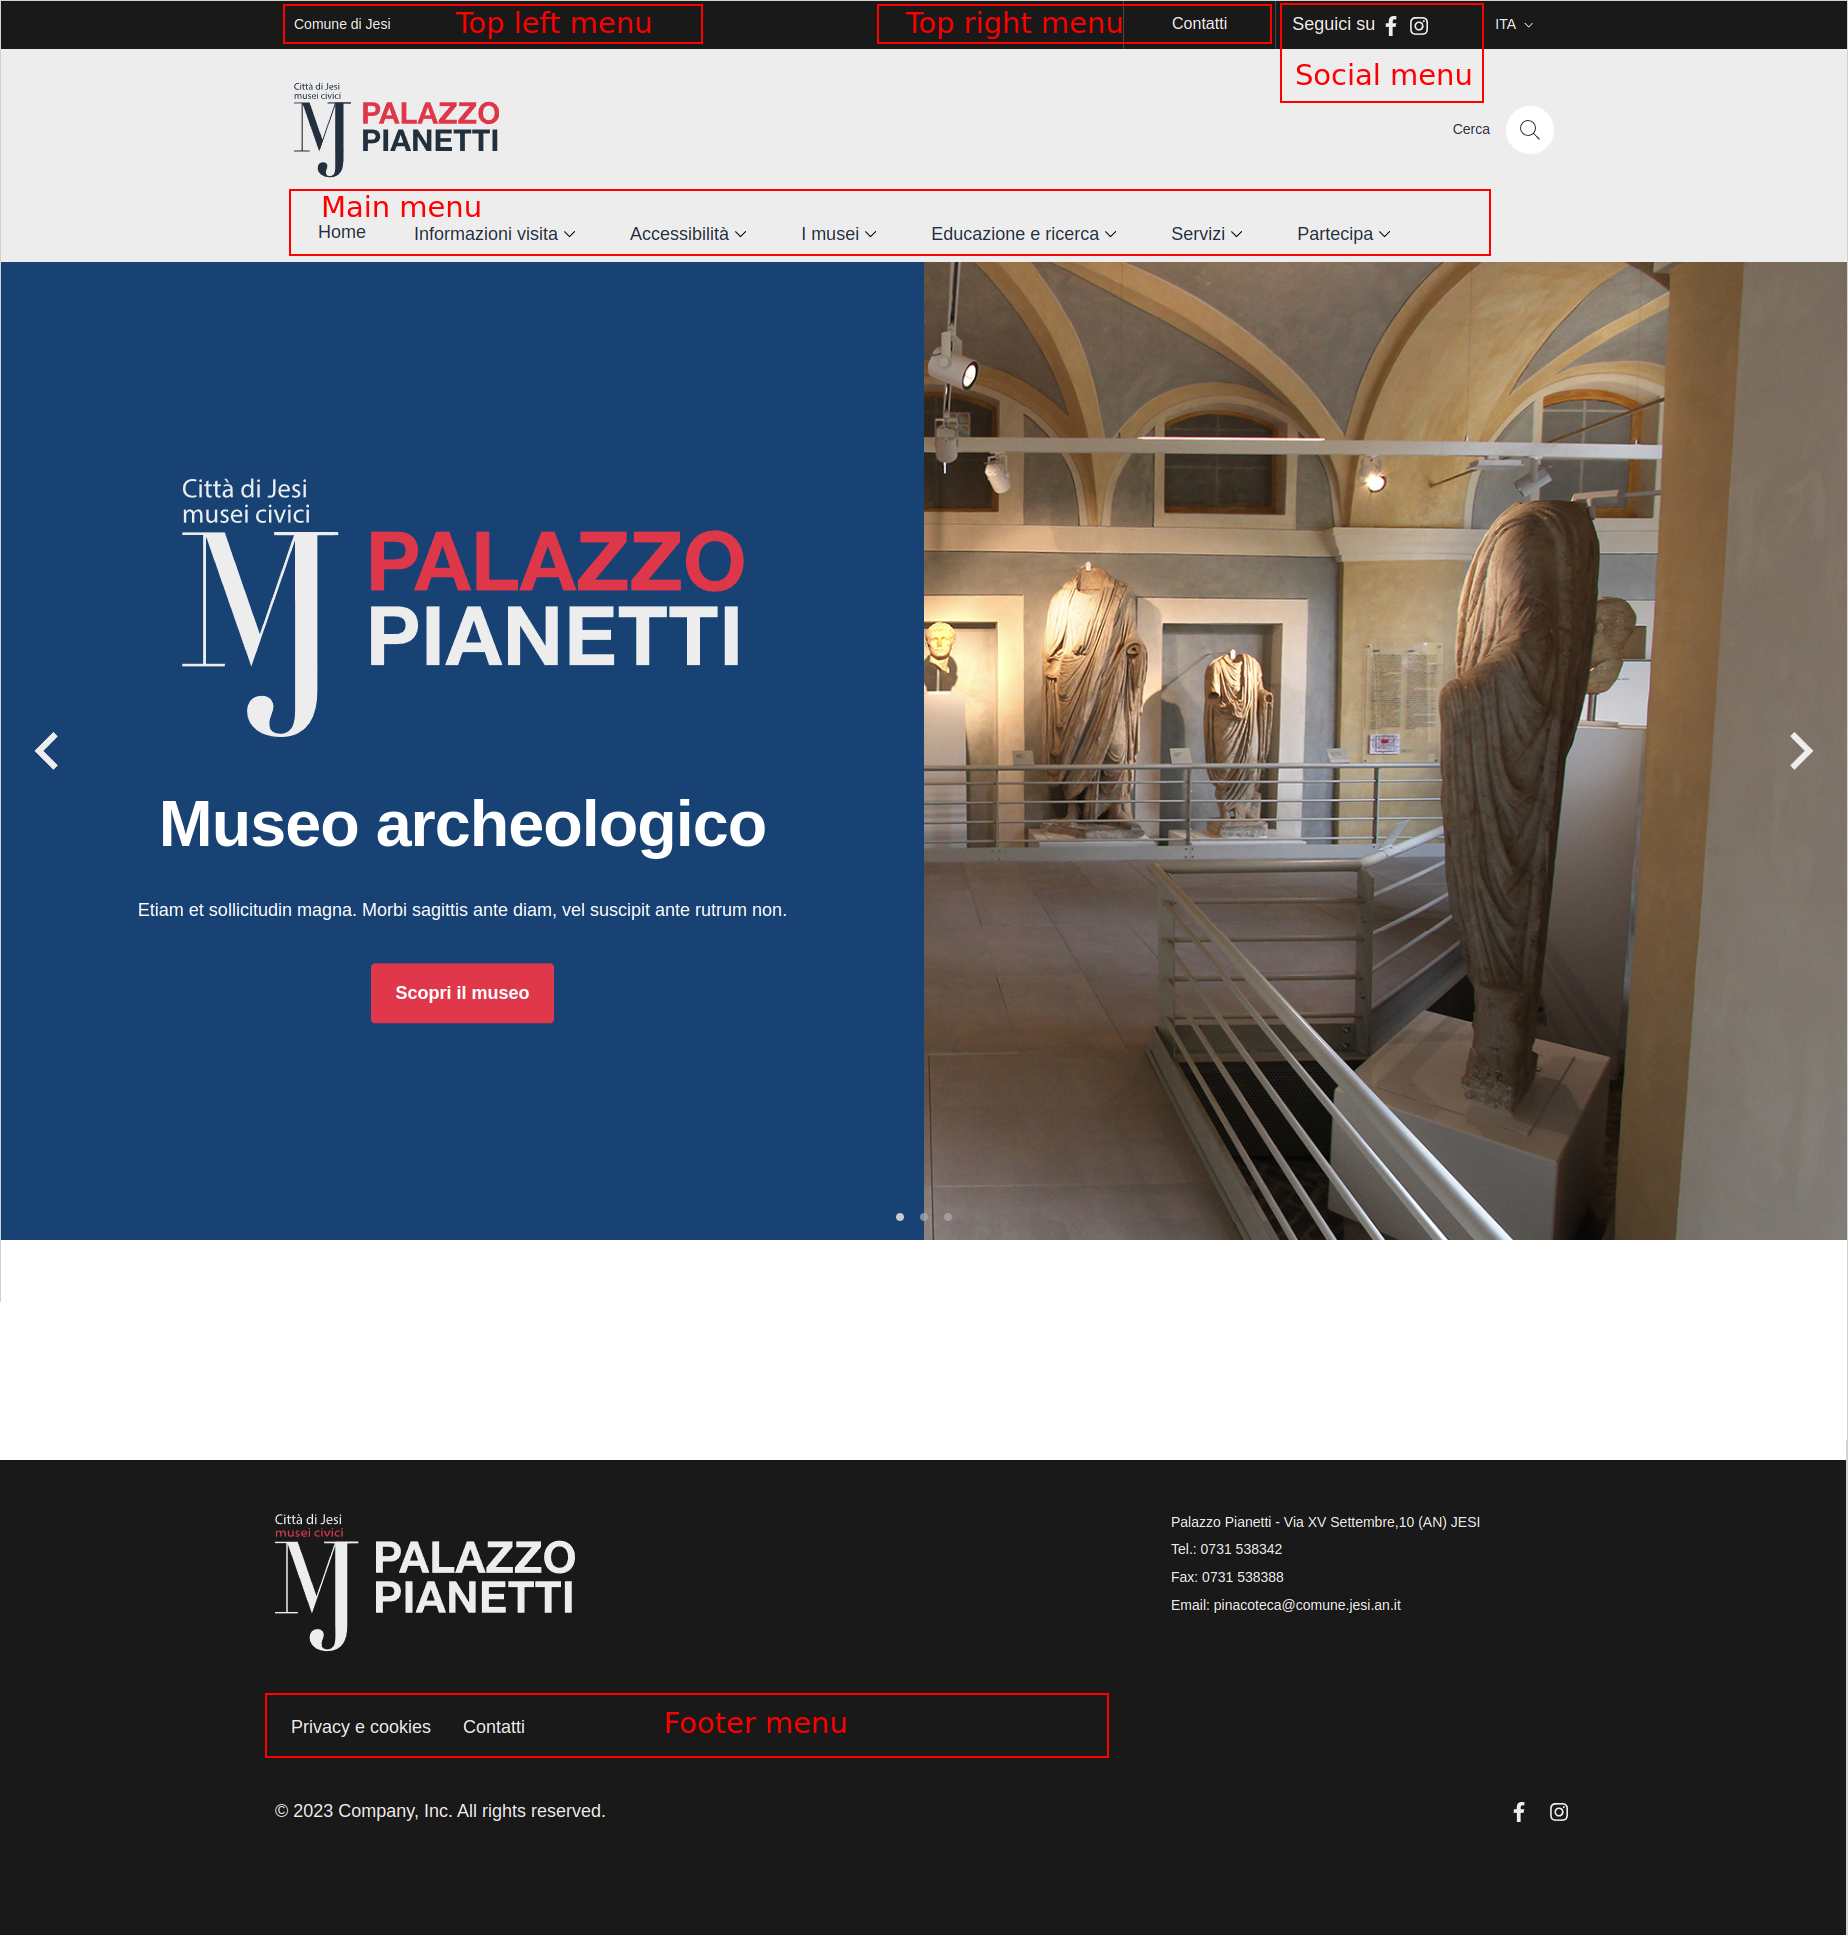 Comune di Jesi Top left menu Top right menu Contatti Seguici su ITA
Social menu
Città di Jesi
musei civici
MJ PALAZZO
PIANETTI
Cerca
Main menu
Home Informazioni visita Accessibilità I musei Educazione e ricerca Servizi Partecipa
Città di Jesi
musei civici
MJ PALAZZO
PIANETTI
Museo archeologico
Etiam et sollicitudin magna. Morbi sagittis ante diam, vel suscipit ante rutrum non.
Scopri il museo
Città di Jesi
musei civici
MJ PALAZZO
PIANETTI
Palazzo Pianetti - Via XV Settembre,10 (AN) JESI
Tel.: 0731 538342
Fax: 0731 538388
Email: pinacoteca@comune.jesi.an.it
Privacy e cookies Contatti Footer menu
© 2023 Company, Inc. All rights reserved.